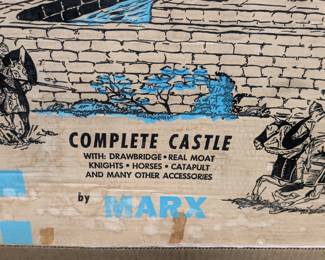 COMPLETE CASTLE
WITH: DRAWBRIDGE • REAL MOAT
KNIGHTS • HORSES • CATAPULT
AND MANY OTHER ACCESSORIES
by MARX